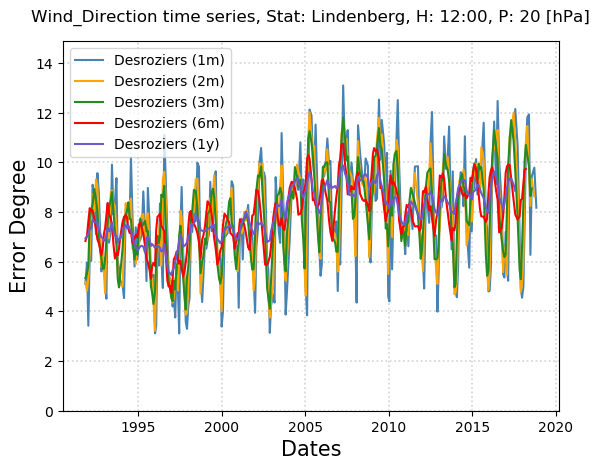 Wind_Direction time series, Stat: Lindenberg, H: 12:00, P: 20 [hPa]
Desroziers (1m)
Desroziers (2m)
Desroziers (3m)
Desroziers (6m)
Desroziers (1y)
14
12
10
8
6
4
2
0
Error Degree
1995
2000
2005
2010
2015
2020
Dates